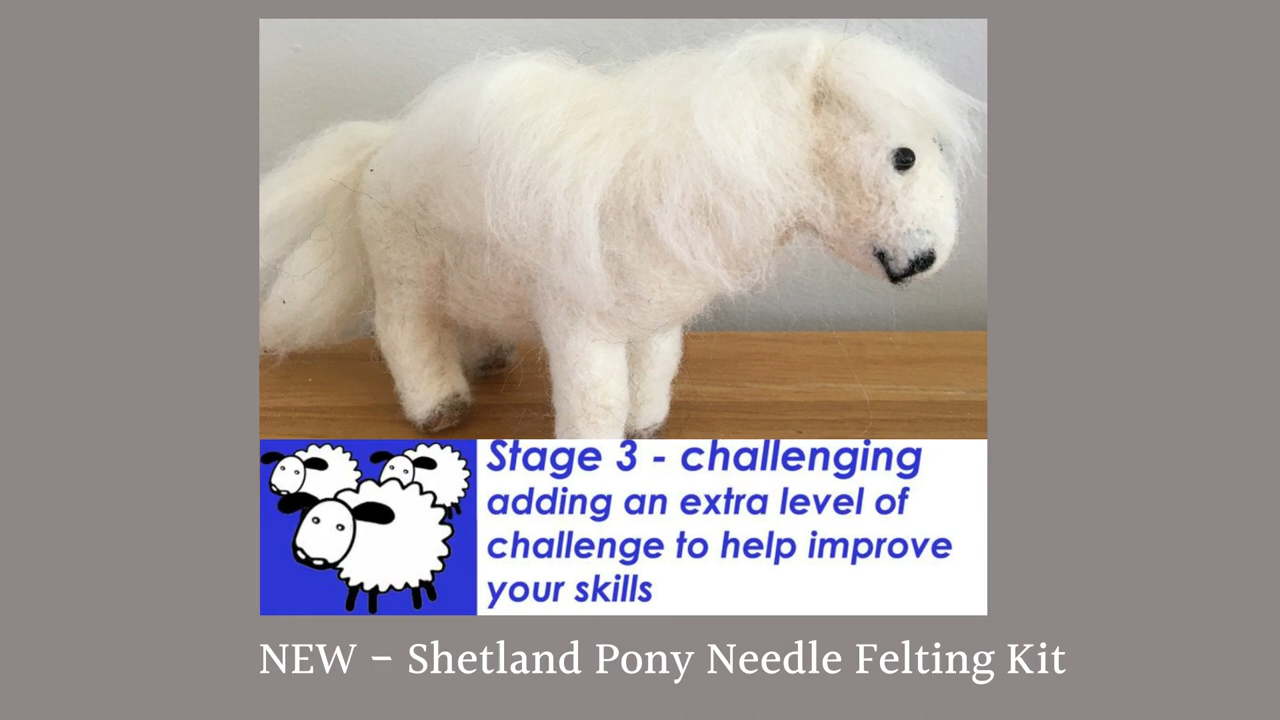 Stage 3 - challenging
adding an extra level of
challenge to help improve
your skills
NEW – Shetland Pony Needle Felting Kit